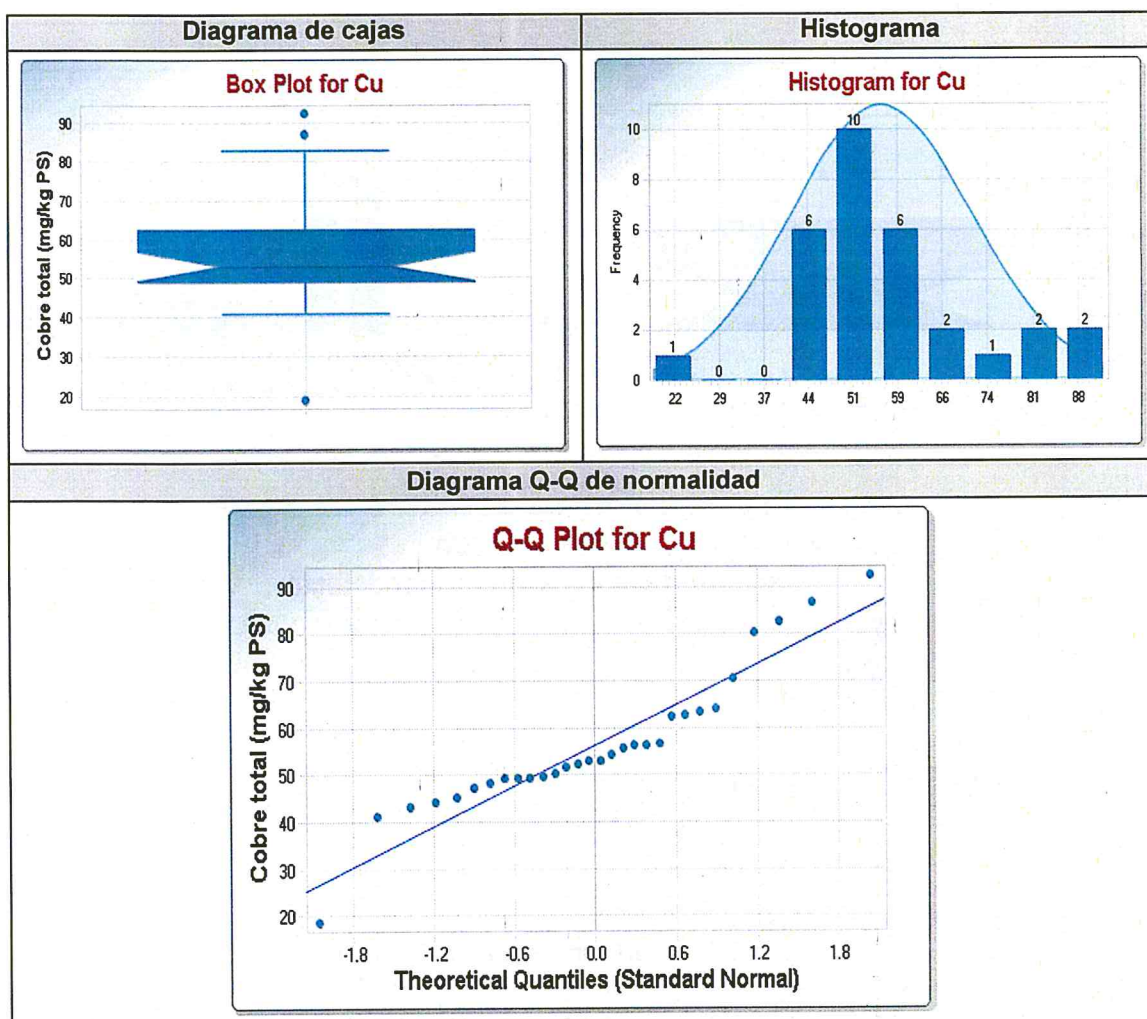 Diagrama de cajas
Histograma
Box Plot for Cu
Cobre total (mg/kg PS)
90
80
70
60
50
40
30
20
Histogram for Cu
Frequency
10
8
6
4
2
0
1
0
0
6
10
6
2
1
2
2
22 29 37 44 51 59 66 74 81 88
Diagrama Q-Q de normalidad
Q-Q Plot for Cu
Cobre total (mg/kg PS)
90
80
70
60
50
40
30
20
-1.8 -1.2 -0.6 0.0 0.6 1.2 1.8
Theoretical Quantiles (Standard Normal)